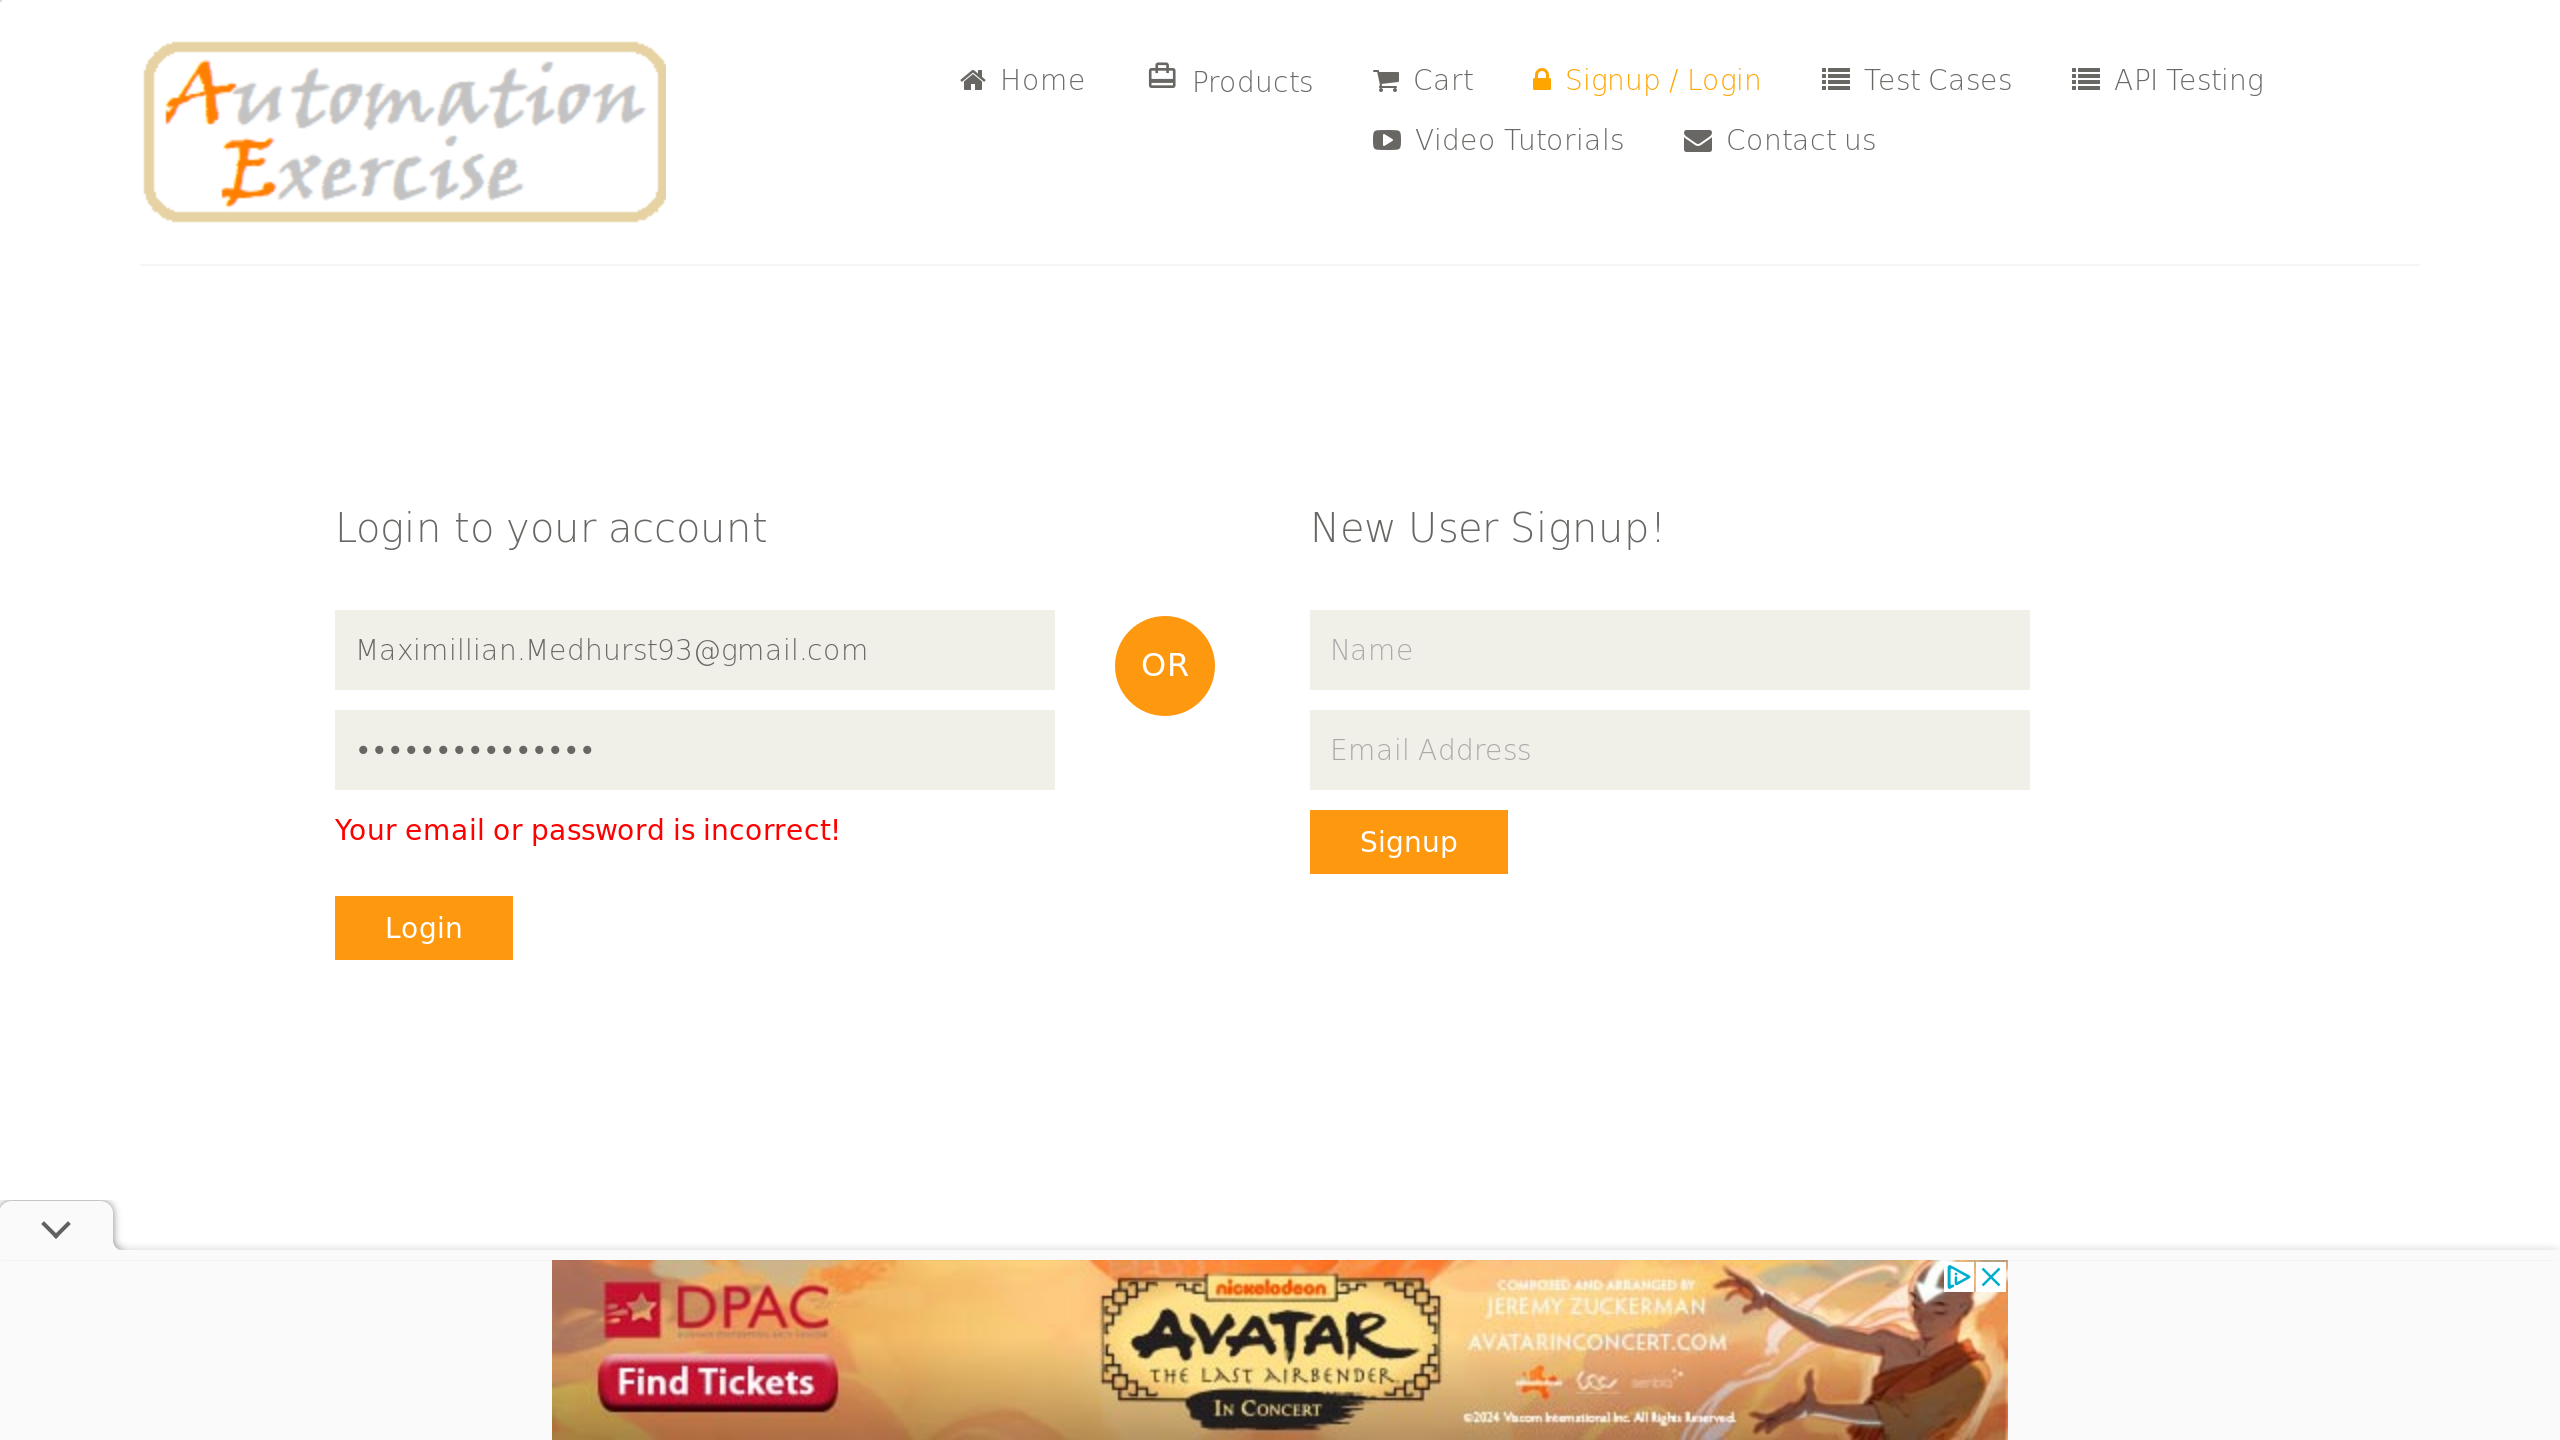 Automation
Exercise
Home
Products
Cart
Signup / Login
Test Cases
API Testing
Video Tutorials
Contact us
Login to your account
Maximillian.Medhurst93@gmail.com
•••••••••••••••
Your email or password is incorrect!
Login
OR
New User Signup!
Name
Email Address
Signup
DPAC
Find Tickets
nickelodeon
AVATAR
THE LAST AIRBENDER
IN CONCERT
COMPOSED AND ARRANGED BY
JEREMY ZUCKERMAN
AVATARINCONCERT.COM
©2024 Viacom International Inc. All Rights Reserved.